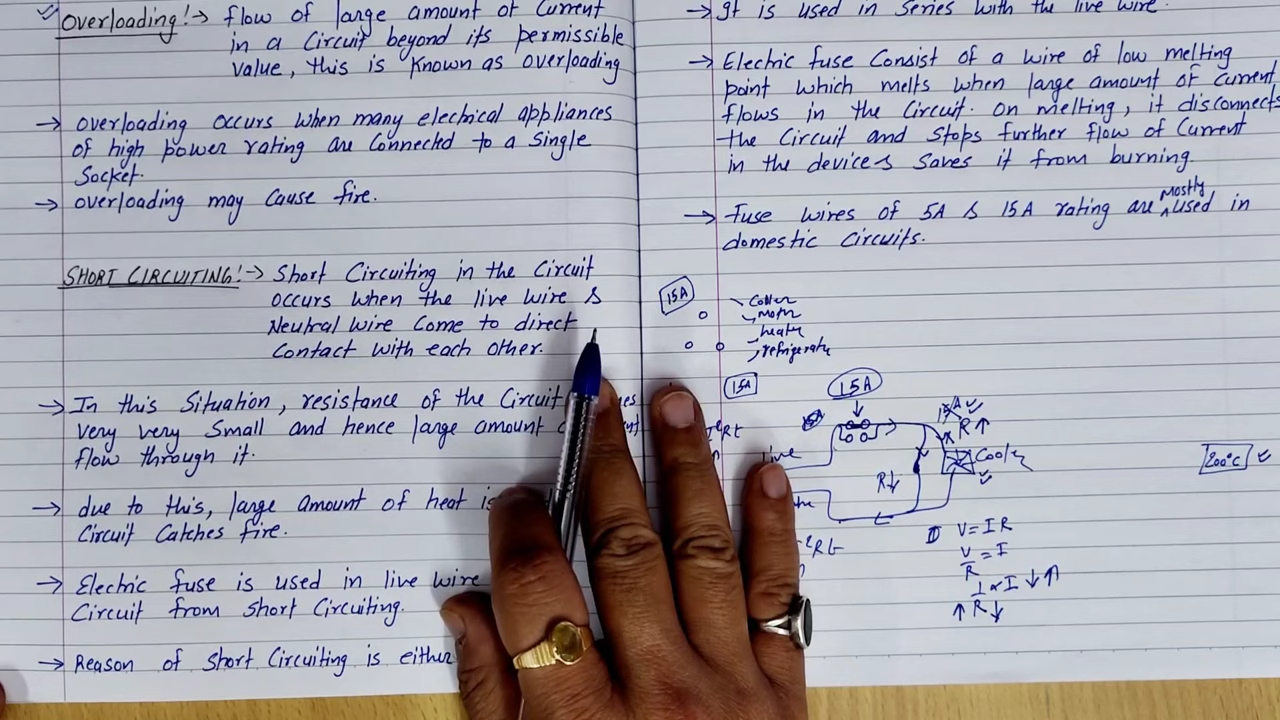 Overloading!→ flow of large amount of Current
in a Circuit beyond its permissible
Value, this is known as overloading
→ overloading occurs when many electrical appliances
of high power rating are Connected to a Single
Socket.
→ overloading may cause fire.
SHORT CIRCUITING!→ Short Circuiting in the Circuit
occurs when the live wire &
Neutral wire Come to direct
Contact with each other.
→ In this Situation, resistance of the Circuit
very very Small and hence large amount
flow through it.
→ due to this, large amount of heat is
Circuit Catches fire.
→ Electric fuse is used in live wire
Circuit from short Circuiting.
→ Reason of Short Circuiting is either
→ It is used in Series with the live wire.
→ Electric fuse Consist of a wire of low melting
point which melts when large amount of Current
flows in the Circuit. on melting, it disconnects
the Circuit and Stops further flow of Current
in the device & Saves it from burning.
→ Fuse wires of 5A & 15A rating are Mostly used in
domestic Circuits.
15A
Motor
heater
refrigerator
15A
15A
R↑
Live
Cooler
200°C
R↓
V=IR
V/R=I
1/R ∝ I ↓↑
↑ R↓